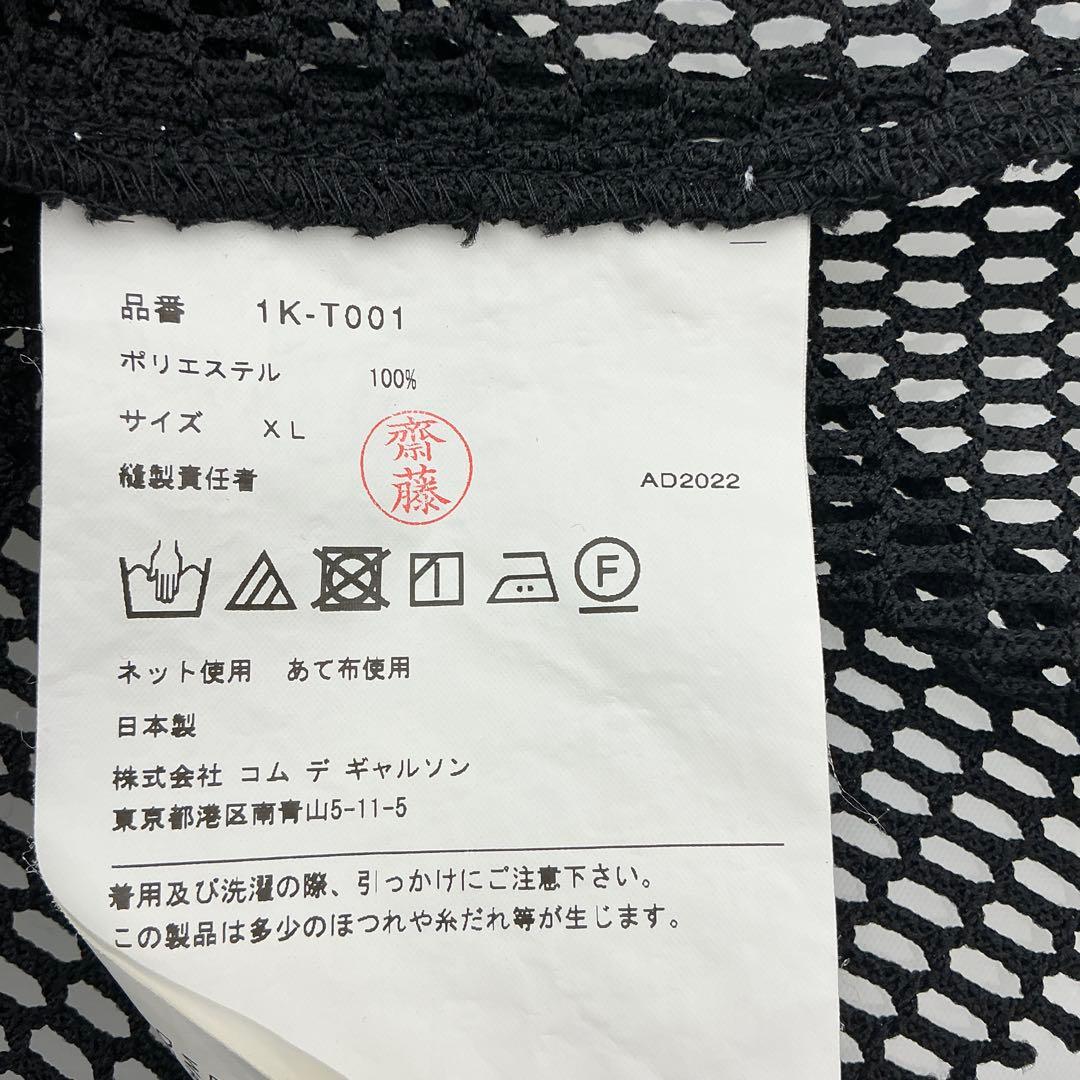 品番 1K-T001
ポリエステル 100%
サイズ XL
齋藤
縫製責任者 AD2022
F
ネット使用 あて布使用
日本製
株式会社 コム デ ギャルソン
東京都港区南青山5-11-5
着用及び洗濯の際、引っかけにご注意下さい。
この製品は多少のほつれや糸だれ等が生じます。